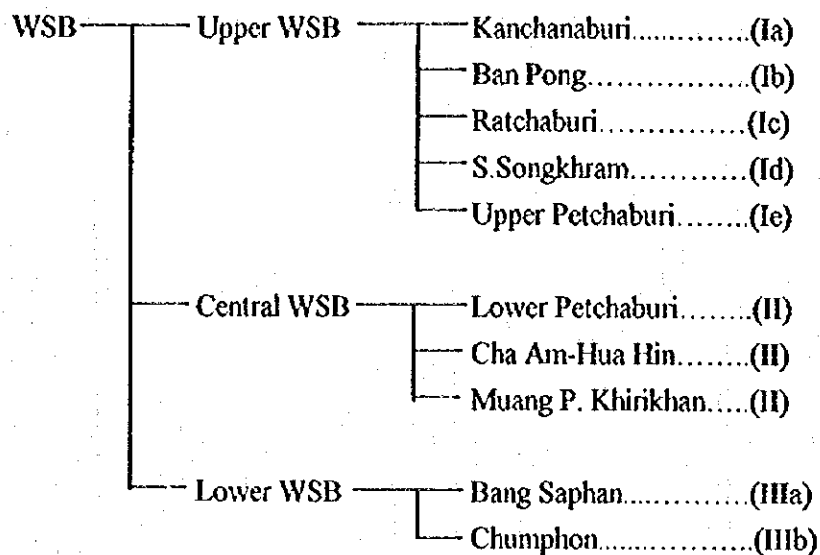 WSB Upper WSB Kanchanaburi.............(Ia)
Ban Pong.................(Ib)
Ratchaburi................(Ic)
S.Songkhram............(Id)
Upper Petchaburi.......(Ie)
Central WSB Lower Petchaburi........(II)
Cha Am-Hua Hin........(II)
Muang P. Khirikhan.....(II)
Lower WSB Bang Saphan.............(IIIa)
Chumphon.................(IIIb)